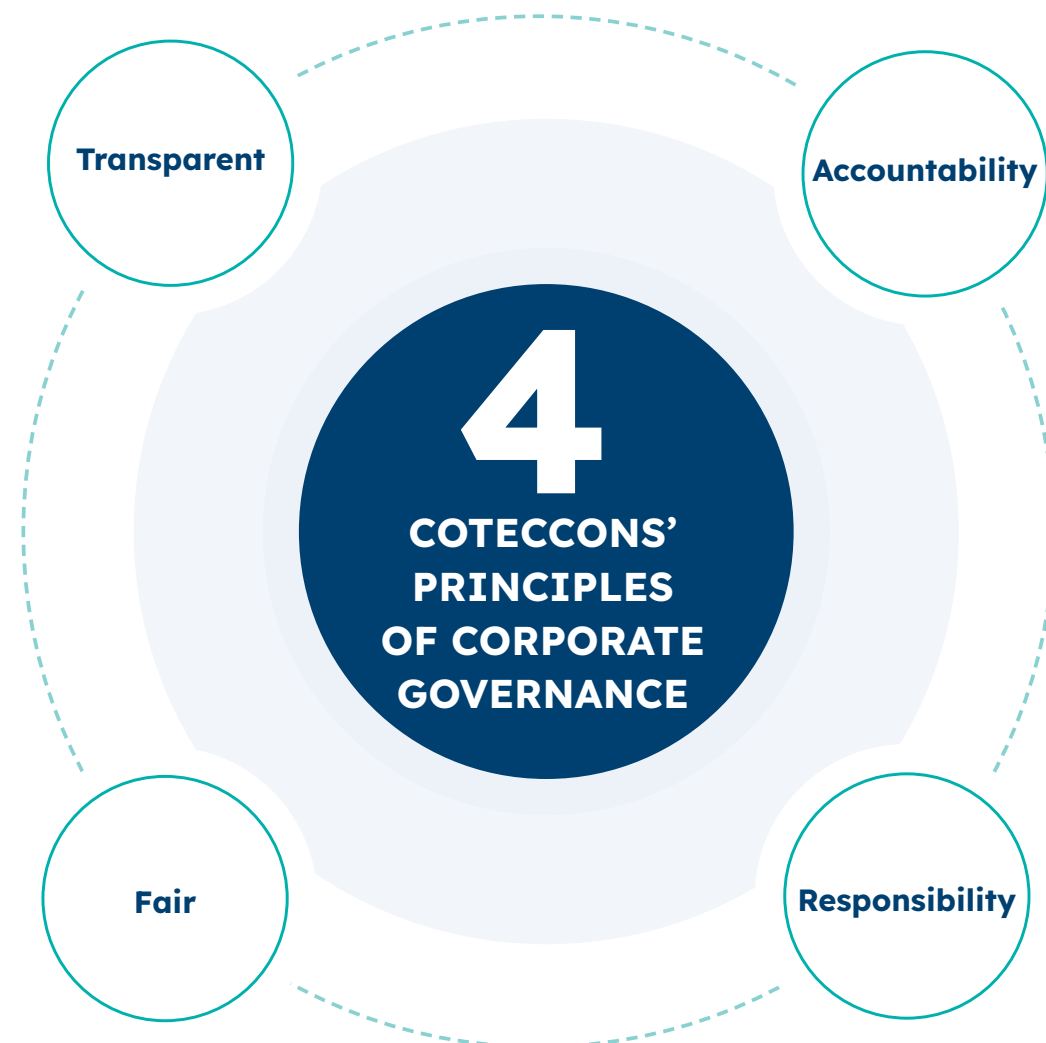 Transparent
Accountability
4
COTECCONS’
PRINCIPLES
OF CORPORATE
GOVERNANCE
Fair
Responsibility